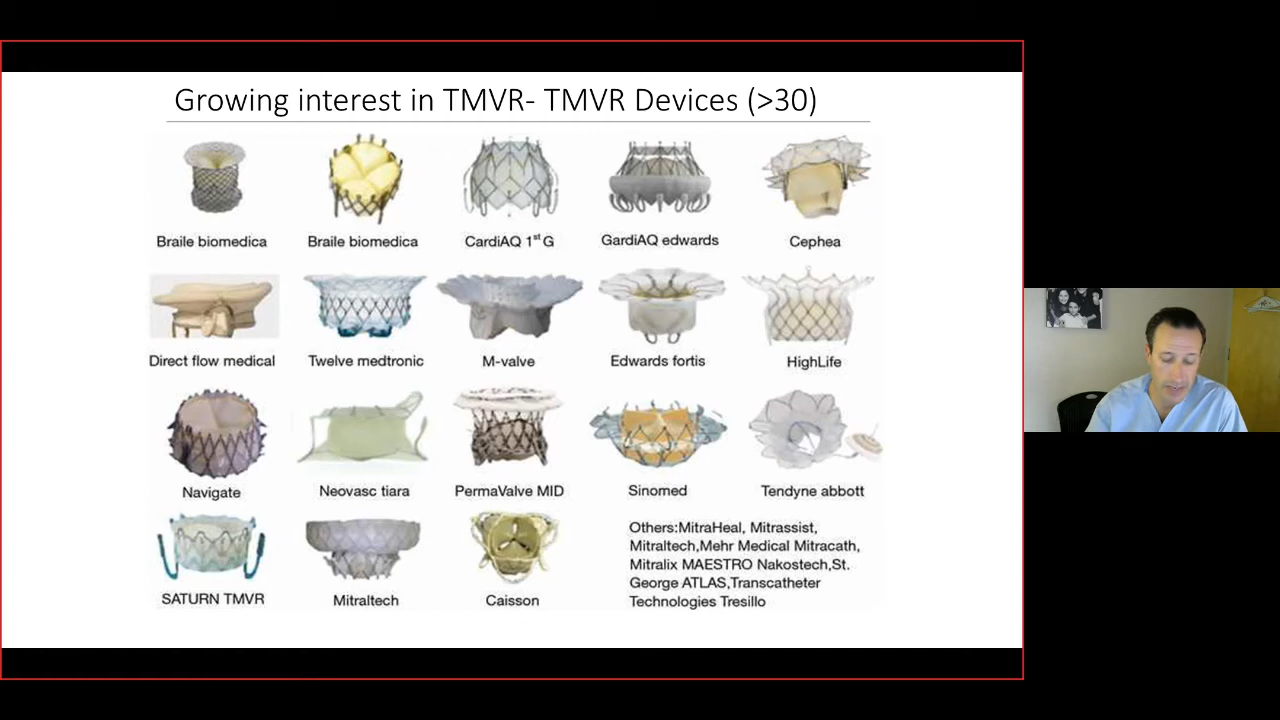 Growing interest in TMVR- TMVR Devices (>30)
Braile biomedica
Braile biomedica
CardiAQ 1st G
GardiAQ edwards
Cephea
Direct flow medical
Twelve medtronic
M-valve
Edwards fortis
HighLife
Navigate
Neovasc tiara
PermaValve MID
Sinomed
Tendyne abbott
SATURN TMVR
Mitraltech
Caisson
Others:MitraHeal, Mitrassist,
Mitraltech,Mehr Medical Mitracath,
Mitralix MAESTRO Nakostech,St.
George ATLAS,Transcatheter
Technologies Tresillo